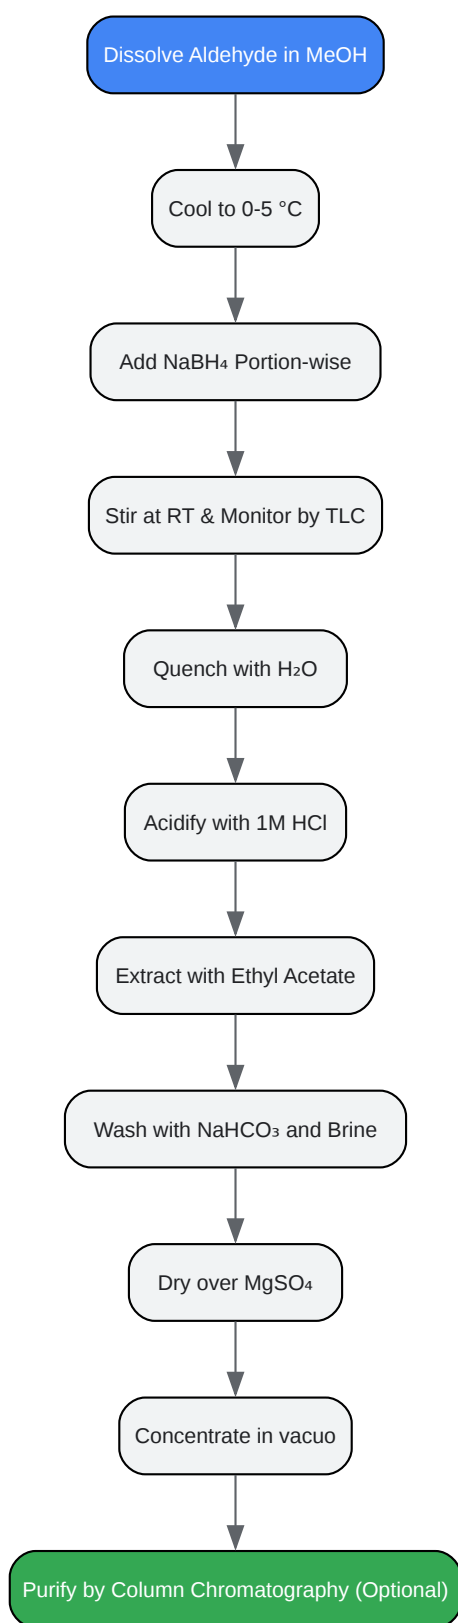 Dissolve Aldehyde in MeOH
Cool to 0-5 °C
Add NaBH₄ Portion-wise
Stir at RT & Monitor by TLC
Quench with H₂O
Acidify with 1M HCl
Extract with Ethyl Acetate
Wash with NaHCO₃ and Brine
Dry over MgSO₄
Concentrate in vacuo
Purify by Column Chromatography (Optional)